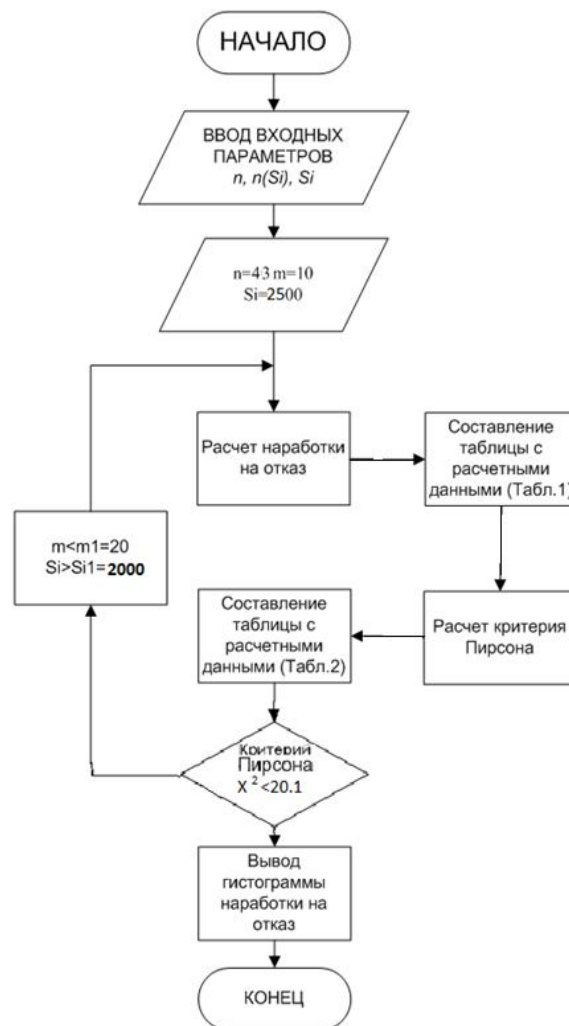 НАЧАЛО
ВВОД ВХОДНЫХ
ПАРАМЕТРОВ
n, n(Si), Si
n=43 m=10
Si=2500
Расчет наработки
на отказ
Составление
таблицы с
расчетными
данными (Табл.1)
m<m1=20
Si>Si1=2000
Составление
таблицы с
расчетными
данными (Табл.2)
Расчет критерия
Пирсона
Критерий
Пирсона
X²<20.1
Вывод
гистограммы
наработки на
отказ
КОНЕЦ